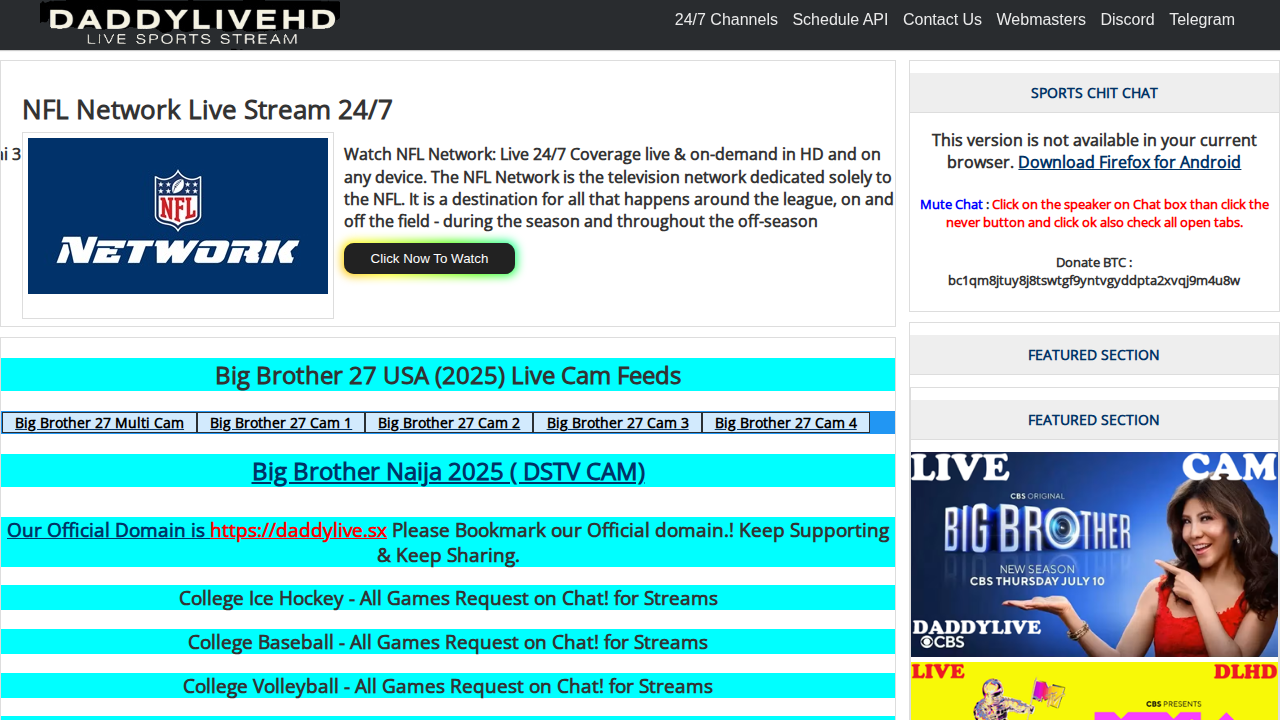 DADDYLIVEHD
LIVE SPORTS STREAM
24/7 Channels Schedule API Contact Us Webmasters Discord Telegram
NFL Network Live Stream 24/7
ni 3
NFL
NETWORK
Watch NFL Network: Live 24/7 Coverage live & on-demand in HD and on
any device. The NFL Network is the television network dedicated solely to
the NFL. It is a destination for all that happens around the league, on and
off the field - during the season and throughout the off-season
Click Now To Watch
Big Brother 27 USA (2025) Live Cam Feeds
Big Brother 27 Multi Cam Big Brother 27 Cam 1 Big Brother 27 Cam 2 Big Brother 27 Cam 3 Big Brother 27 Cam 4
Big Brother Naija 2025 ( DSTV CAM)
Our Official Domain is https://daddylive.sx Please Bookmark our Official domain.! Keep Supporting
& Keep Sharing.
College Ice Hockey - All Games Request on Chat! for Streams
College Baseball - All Games Request on Chat! for Streams
College Volleyball - All Games Request on Chat! for Streams
SPORTS CHIT CHAT
This version is not available in your current
browser. Download Firefox for Android
Mute Chat : Click on the speaker on Chat box than click the
never button and click ok also check all open tabs.
Donate BTC :
bc1qm8jtuy8j8tswtgf9yntvgyddpta2xvqj9m4u8w
FEATURED SECTION
FEATURED SECTION
LIVE CAM
CBS ORIGINAL
BIG BROTHER
NEW SEASON
CBS THURSDAY JULY 10
DADDYLIVE
CBS
LIVE DLHD
CBS PRESENTS